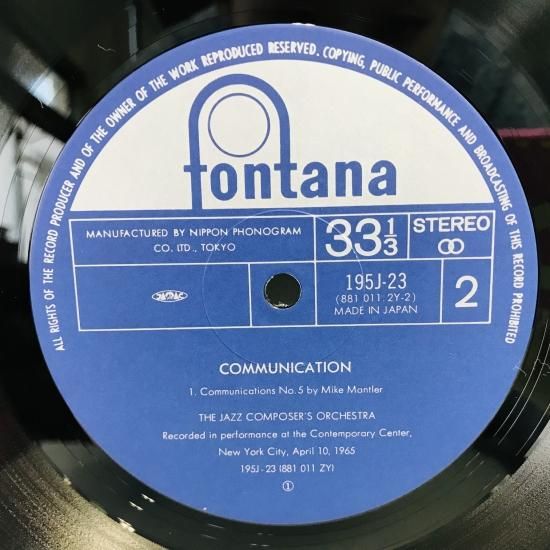 ALL RIGHTS OF THE RECORD PRODUCER AND OF THE OWNER OF THE WORK REPRODUCED RESERVED. COPYING, PUBLIC PERFORMANCE AND BROADCASTING OF THIS RECORD PROHIBITED
fontana
MANUFACTURED BY NIPPON PHONOGRAM
CO. LTD., TOKYO
33 1/3
STEREO
195J-23
(881 011 2Y-2)
MADE IN JAPAN
2
COMMUNICATION
1. Communications No. 5 by Mike Mantler
THE JAZZ COMPOSER'S ORCHESTRA
Recorded in performance at the Contemporary Center,
New York City, April 10, 1965
195J-23 (881 011 ZY)
①